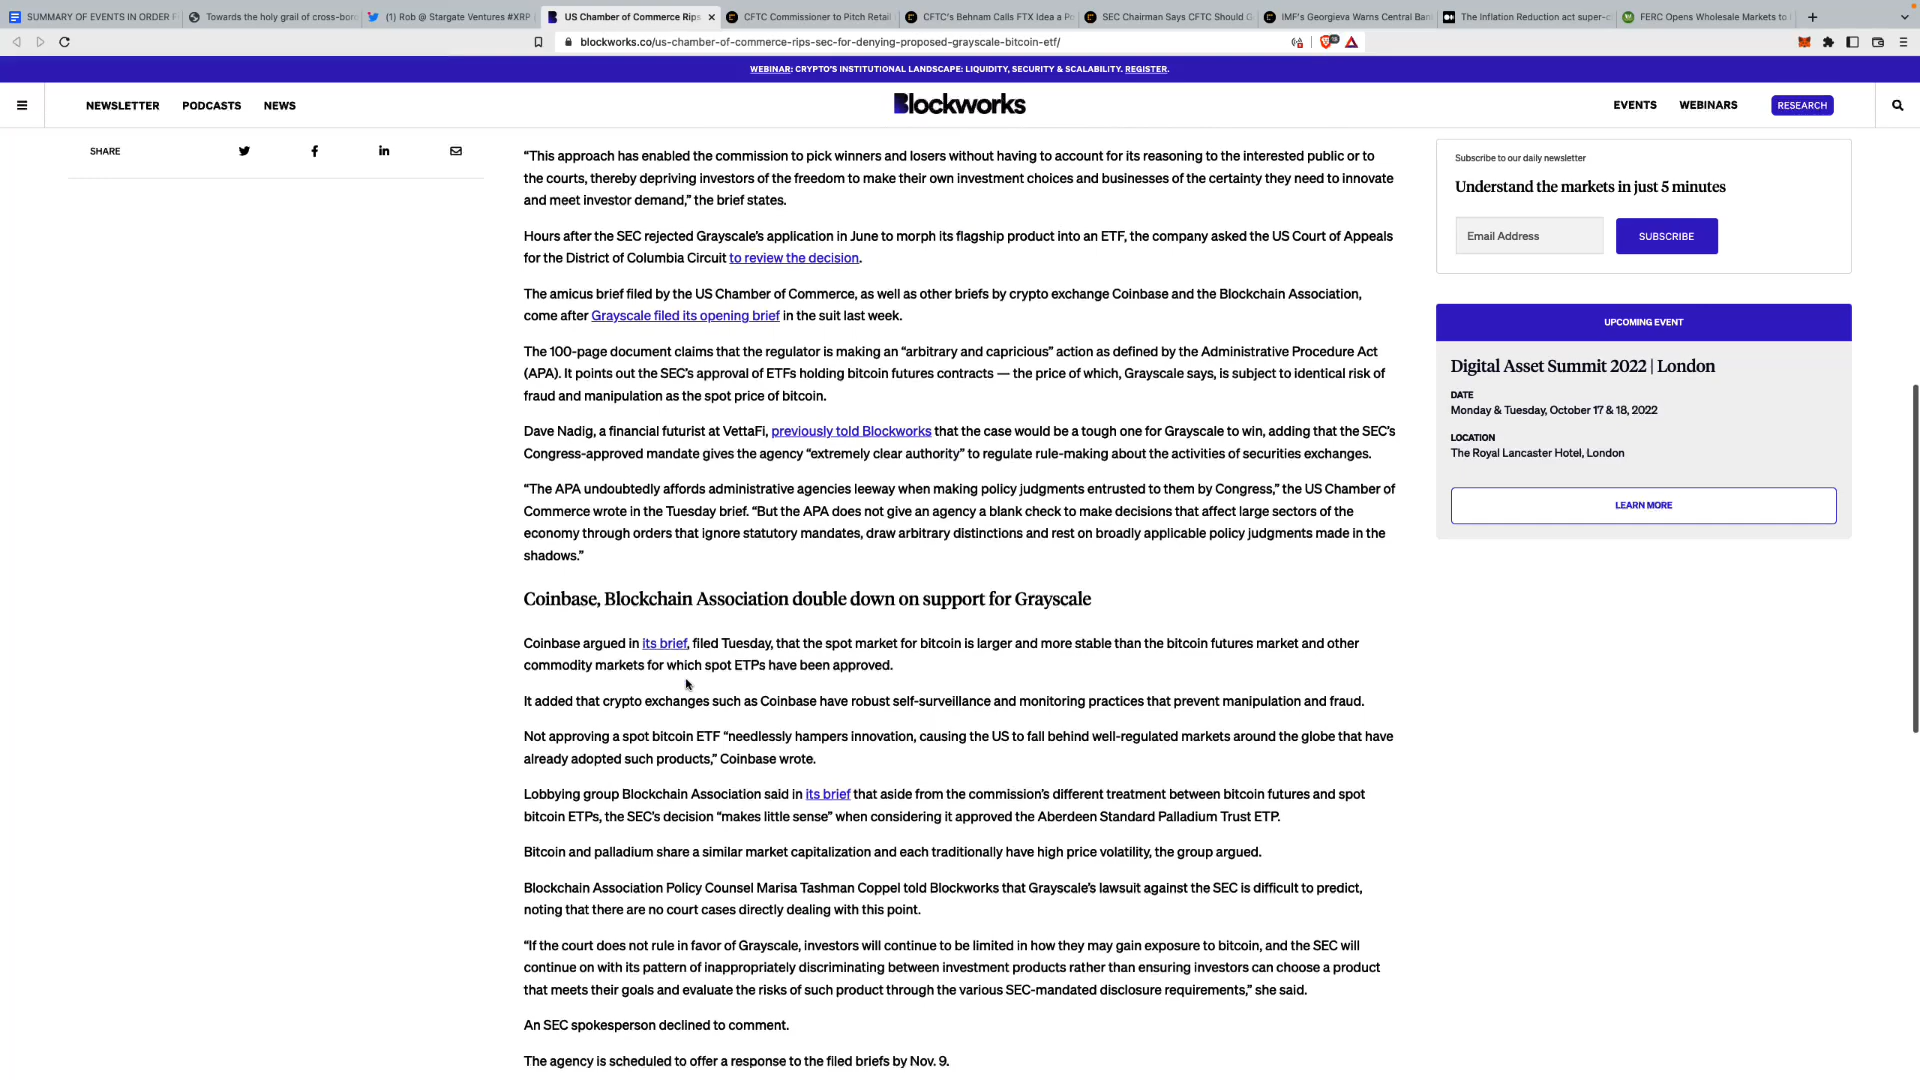 SUMMARY OF EVENTS IN ORDER F
Towards the holy grail of cross-bor
(1) Rob @ Stargate Ventures #XRP
US Chamber of Commerce Rips
CFTC Commissioner to Pitch Retail
CFTC's Behnam Calls FTX Idea a Po
SEC Chairman Says CFTC Should G
IMF's Georgieva Warns Central Ban
The Inflation Reduction act super-c
FERC Opens Wholesale Markets to
blockworks.co/us-chamber-of-commerce-rips-sec-for-denying-proposed-grayscale-bitcoin-etf/
WEBINAR: CRYPTO'S INSTITUTIONAL LANDSCAPE: LIQUIDITY, SECURITY & SCALABILITY. REGISTER.
NEWSLETTER PODCASTS NEWS
Blockworks
EVENTS WEBINARS RESEARCH
SHARE
“This approach has enabled the commission to pick winners and losers without having to account for its reasoning to the interested public or to
the courts, thereby depriving investors of the freedom to make their own investment choices and businesses of the certainty they need to innovate
and meet investor demand,” the brief states.
Hours after the SEC rejected Grayscale’s application in June to morph its flagship product into an ETF, the company asked the US Court of Appeals
for the District of Columbia Circuit to review the decision.
The amicus brief filed by the US Chamber of Commerce, as well as other briefs by crypto exchange Coinbase and the Blockchain Association,
come after Grayscale filed its opening brief in the suit last week.
The 100-page document claims that the regulator is making an “arbitrary and capricious” action as defined by the Administrative Procedure Act
(APA). It points out the SEC’s approval of ETFs holding bitcoin futures contracts — the price of which, Grayscale says, is subject to identical risk of
fraud and manipulation as the spot price of bitcoin.
Dave Nadig, a financial futurist at VettaFi, previously told Blockworks that the case would be a tough one for Grayscale to win, adding that the SEC’s
Congress-approved mandate gives the agency “extremely clear authority” to regulate rule-making about the activities of securities exchanges.
“The APA undoubtedly affords administrative agencies leeway when making policy judgments entrusted to them by Congress,” the US Chamber of
Commerce wrote in the Tuesday brief. “But the APA does not give an agency a blank check to make decisions that affect large sectors of the
economy through orders that ignore statutory mandates, draw arbitrary distinctions and rest on broadly applicable policy judgments made in the
shadows.”
Coinbase, Blockchain Association double down on support for Grayscale
Coinbase argued in its brief, filed Tuesday, that the spot market for bitcoin is larger and more stable than the bitcoin futures market and other
commodity markets for which spot ETPs have been approved.
It added that crypto exchanges such as Coinbase have robust self-surveillance and monitoring practices that prevent manipulation and fraud.
Not approving a spot bitcoin ETF “needlessly hampers innovation, causing the US to fall behind well-regulated markets around the globe that have
already adopted such products,” Coinbase wrote.
Lobbying group Blockchain Association said in its brief that aside from the commission’s different treatment between bitcoin futures and spot
bitcoin ETPs, the SEC’s decision “makes little sense” when considering it approved the Aberdeen Standard Palladium Trust ETP.
Bitcoin and palladium share a similar market capitalization and each traditionally have high price volatility, the group argued.
Blockchain Association Policy Counsel Marisa Tashman Coppel told Blockworks that Grayscale’s lawsuit against the SEC is difficult to predict,
noting that there are no court cases directly dealing with this point.
“If the court does not rule in favor of Grayscale, investors will continue to be limited in how they may gain exposure to bitcoin, and the SEC will
continue on with its pattern of inappropriately discriminating between investment products rather than ensuring investors can choose a product
that meets their goals and evaluate the risks of such product through the various SEC-mandated disclosure requirements,” she said.
An SEC spokesperson declined to comment.
The agency is scheduled to offer a response to the filed briefs by Nov. 9.
Subscribe to our daily newsletter
Understand the markets in just 5 minutes
Email Address
SUBSCRIBE
UPCOMING EVENT
Digital Asset Summit 2022 | London
DATE
Monday & Tuesday, October 17 & 18, 2022
LOCATION
The Royal Lancaster Hotel, London
LEARN MORE